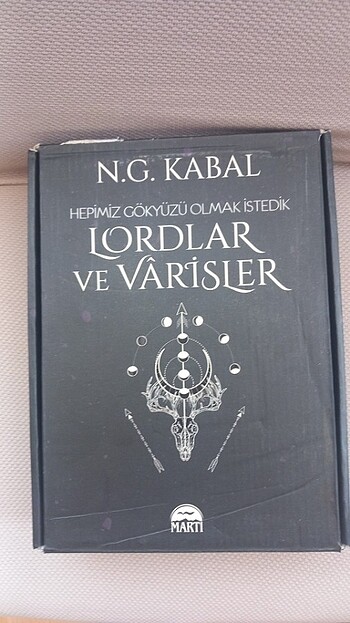 N.G. KABAL
HEPİMİZ GÖKYÜZÜ OLMAK İSTEDİK
LORDLAR
VE VÂRİSLER
MARTI